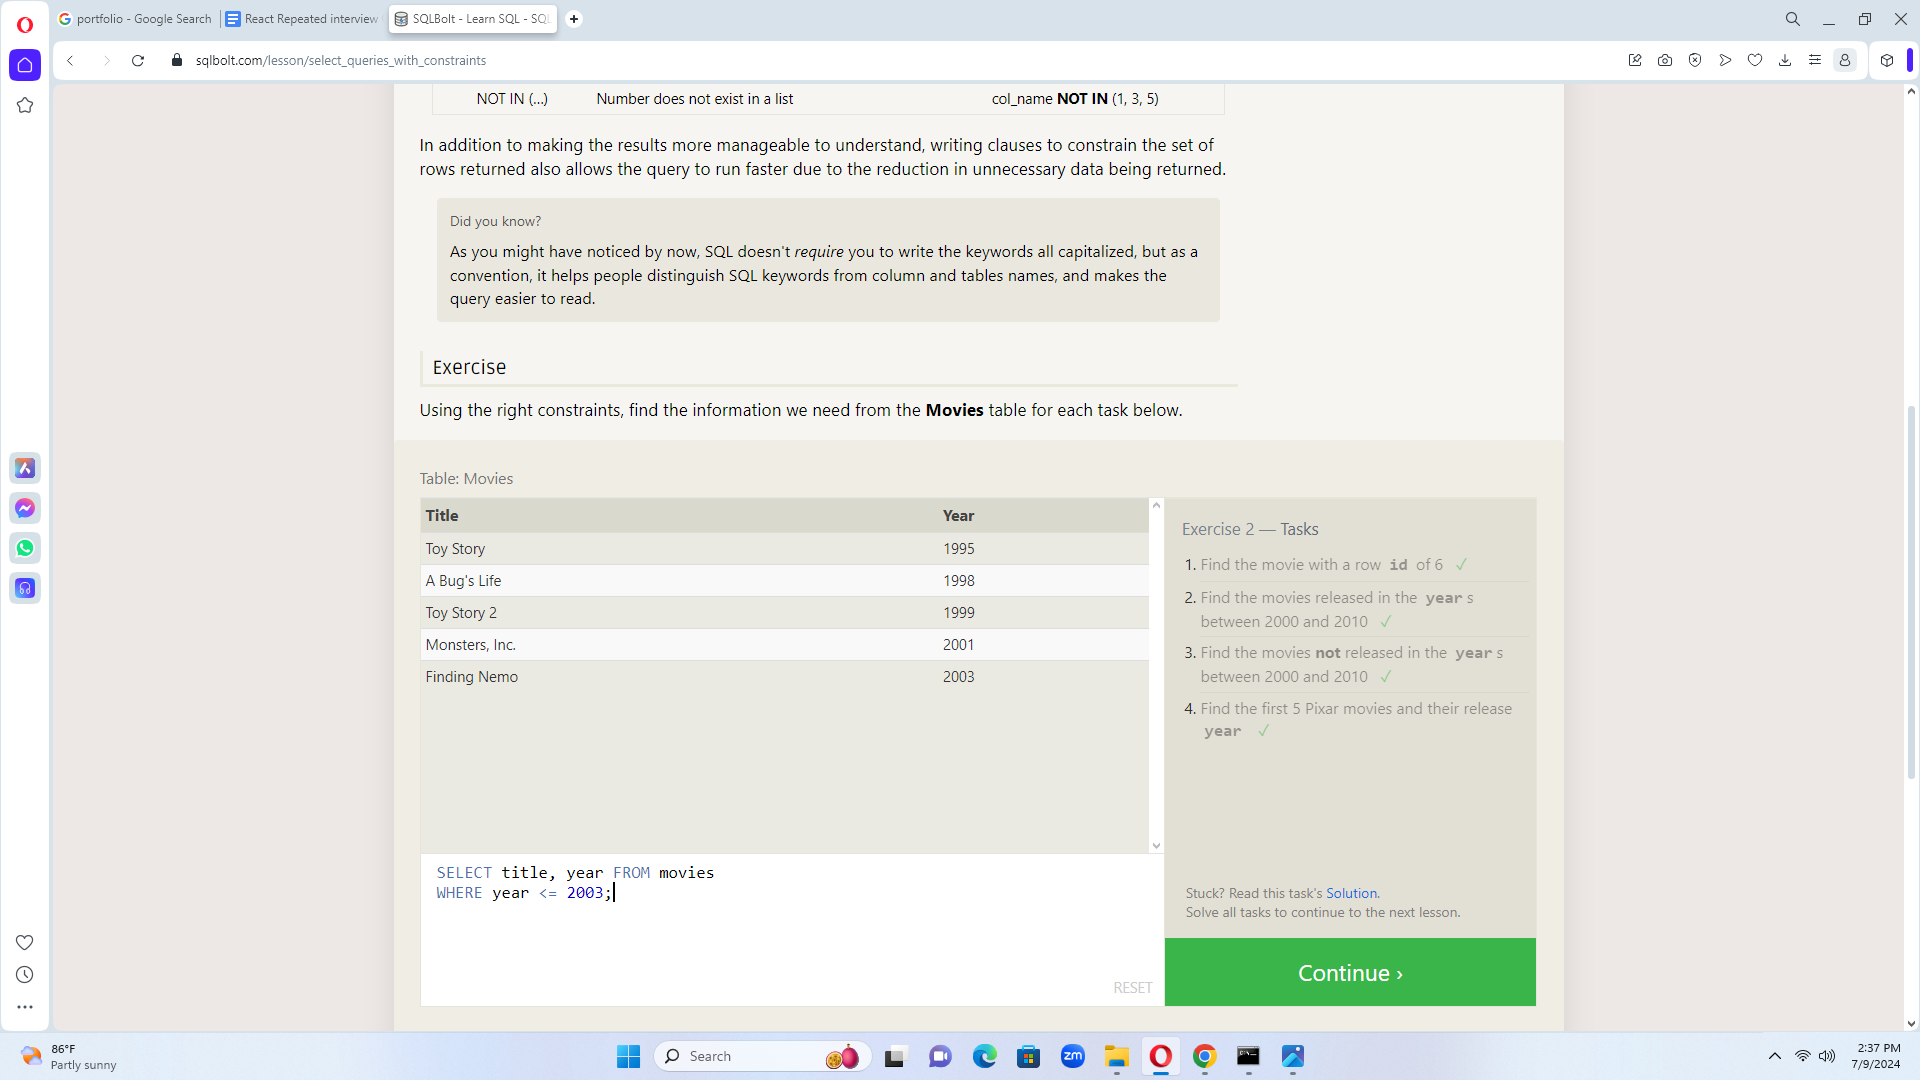 portfolio - Google Search
React Repeated interview
SQLBolt - Learn SQL - SQL
sqlbolt.com/lesson/select_queries_with_constraints
NOT IN (...) Number does not exist in a list col_name NOT IN (1, 3, 5)
In addition to making the results more manageable to understand, writing clauses to constrain the set of
rows returned also allows the query to run faster due to the reduction in unnecessary data being returned.
Did you know?
As you might have noticed by now, SQL doesn't require you to write the keywords all capitalized, but as a
convention, it helps people distinguish SQL keywords from column and tables names, and makes the
query easier to read.
Exercise
Using the right constraints, find the information we need from the Movies table for each task below.
Table: Movies
Title Year
Toy Story 1995
A Bug's Life 1998
Toy Story 2 1999
Monsters, Inc. 2001
Finding Nemo 2003
SELECT title, year FROM movies
WHERE year <= 2003;
RESET
Exercise 2 — Tasks
1. Find the movie with a row id of 6 ✓
2. Find the movies released in the year s
between 2000 and 2010 ✓
3. Find the movies not released in the year s
between 2000 and 2010 ✓
4. Find the first 5 Pixar movies and their release
year ✓
Stuck? Read this task's Solution.
Solve all tasks to continue to the next lesson.
Continue ›
86°F
Partly sunny
Search
zm
2:37 PM
7/9/2024